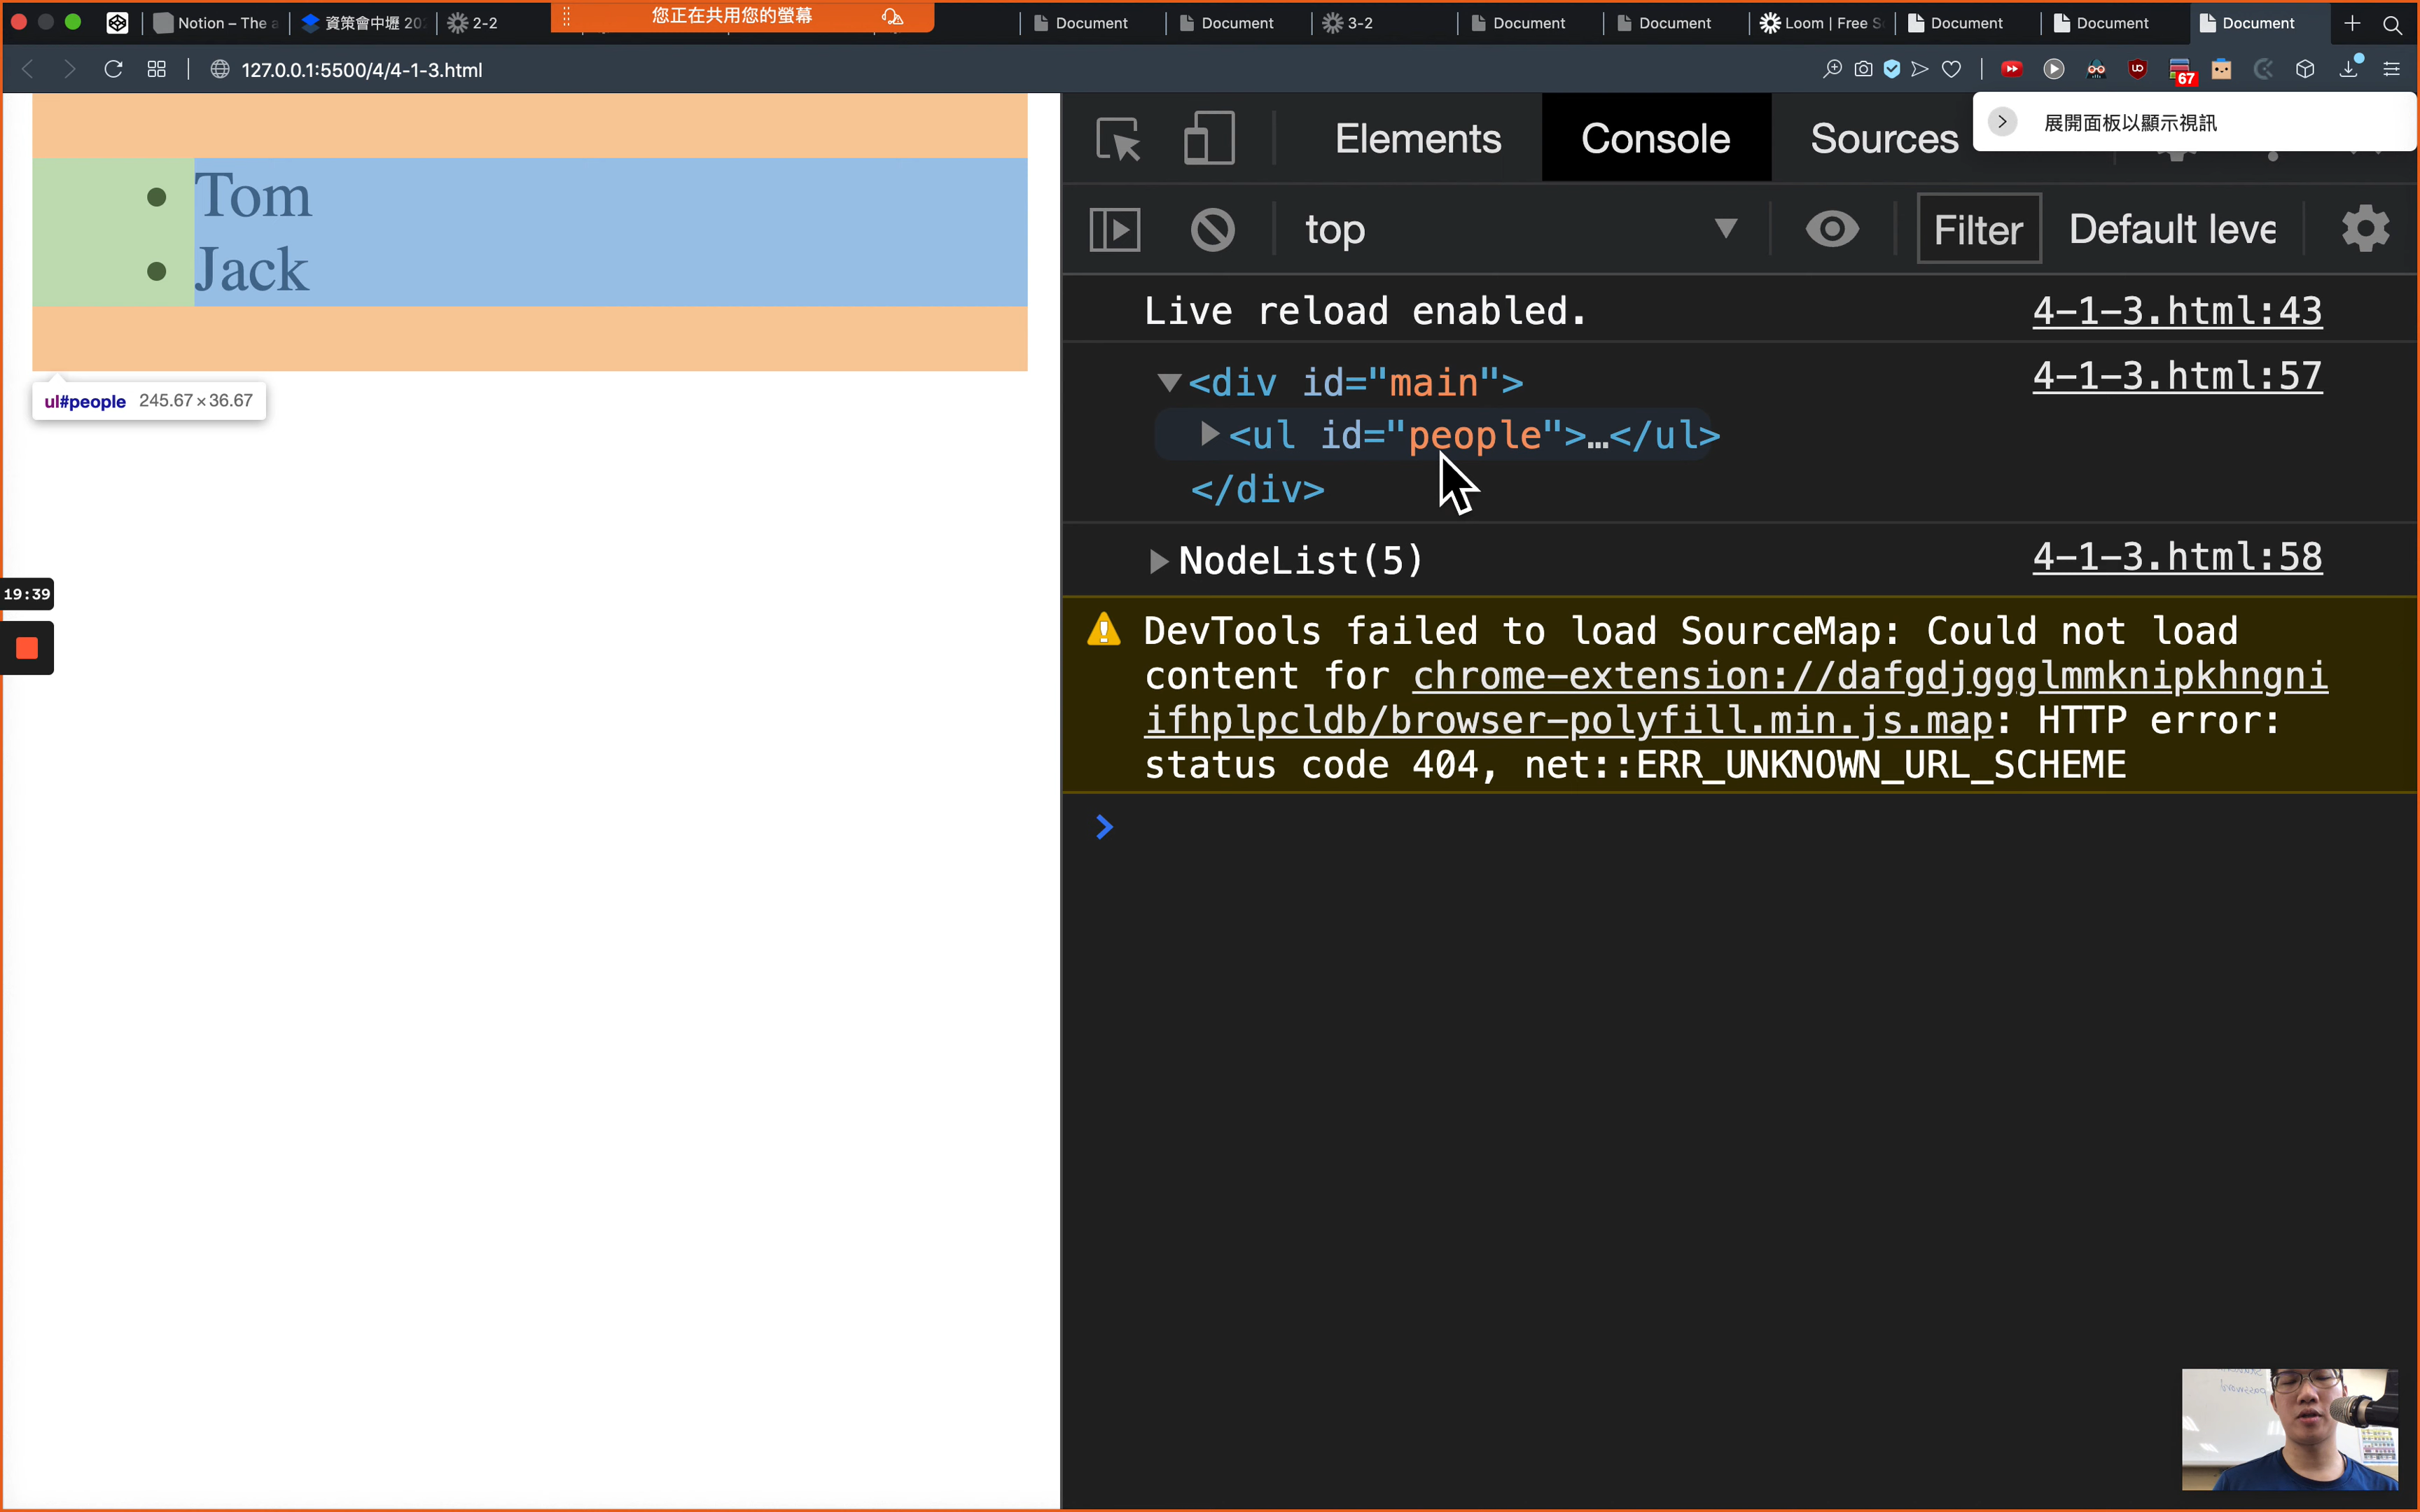 Notion – The a
資策會中壢 202
2-2
您正在共用您的螢幕
Document
Document
3-2
Document
Document
Loom | Free S
Document
Document
Document
127.0.0.1:5500/4/4-1-3.html
67
展開面板以顯示視訊
Tom
Jack
ul#people 245.67 × 36.67
19:39
Elements
Console
Sources
top
Filter
Default leve
Live reload enabled.
4-1-3.html:43
<div id="main">
4-1-3.html:57
<ul id="people">…</ul>
</div>
NodeList(5)
4-1-3.html:58
DevTools failed to load SourceMap: Could not load
content for chrome-extension://dafgdjggglmmknipkhngni
ifhplpcldb/browser-polyfill.min.js.map: HTTP error:
status code 404, net::ERR_UNKNOWN_URL_SCHEME